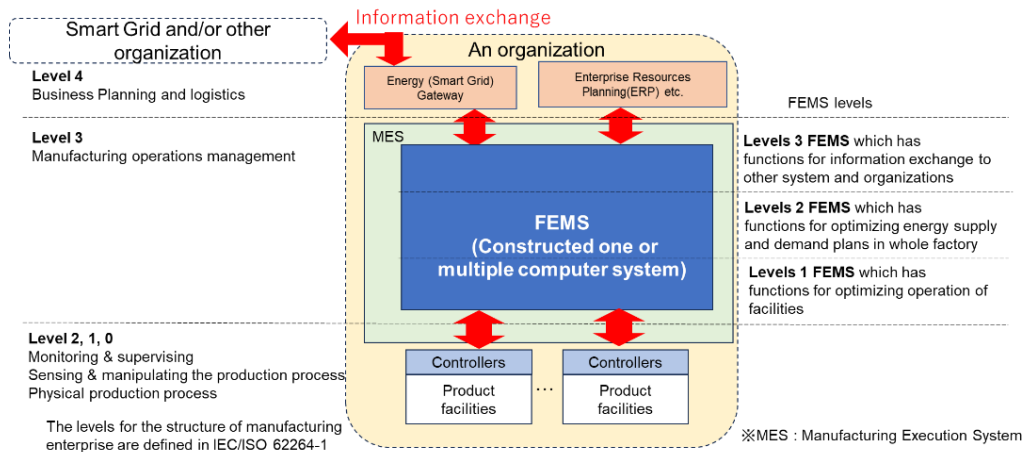 Information exchange
Smart Grid and/or other
organization
An organization
Level 4
Business Planning and logistics
Energy (Smart Grid)
Gateway
Enterprise Resources
Planning(ERP) etc.
FEMS levels
Level 3
Manufacturing operations management
MES
FEMS
(Constructed one or
multiple computer system)
Levels 3 FEMS which has
functions for information exchange to
other system and organizations
Levels 2 FEMS which has
functions for optimizing energy supply
and demand plans in whole factory
Levels 1 FEMS which has
functions for optimizing operation of
facilities
Level 2, 1, 0
Monitoring & supervising
Sensing & manipulating the production process
Physical production process
Controllers
Product
facilities
...
Controllers
Product
facilities
The levels for the structure of manufacturing
enterprise are defined in IEC/ISO 62264-1
※MES : Manufacturing Execution System